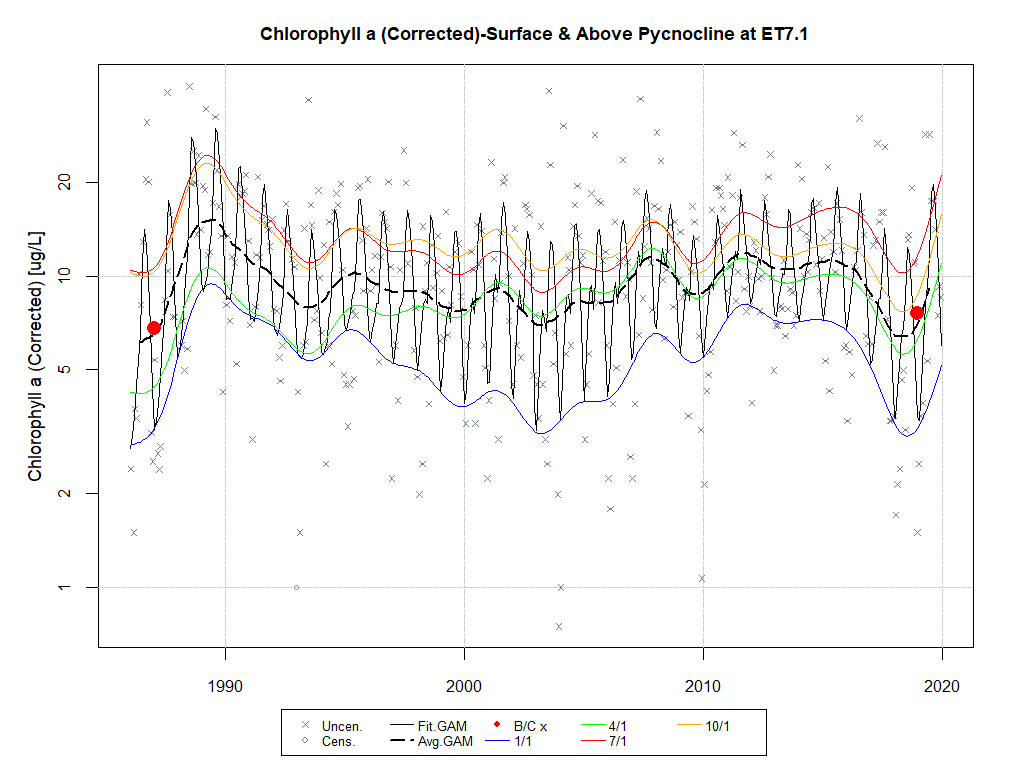 Chlorophyll a (Corrected)-Surface & Above Pycnocline at ET7.1
Chlorophyll a (Corrected) [ug/L]
20
10
5
2
1
1990 2000 2010 2020
Uncen. Fit.GAM B/C x 4/1 10/1
Cens. Avg.GAM 1/1 7/1